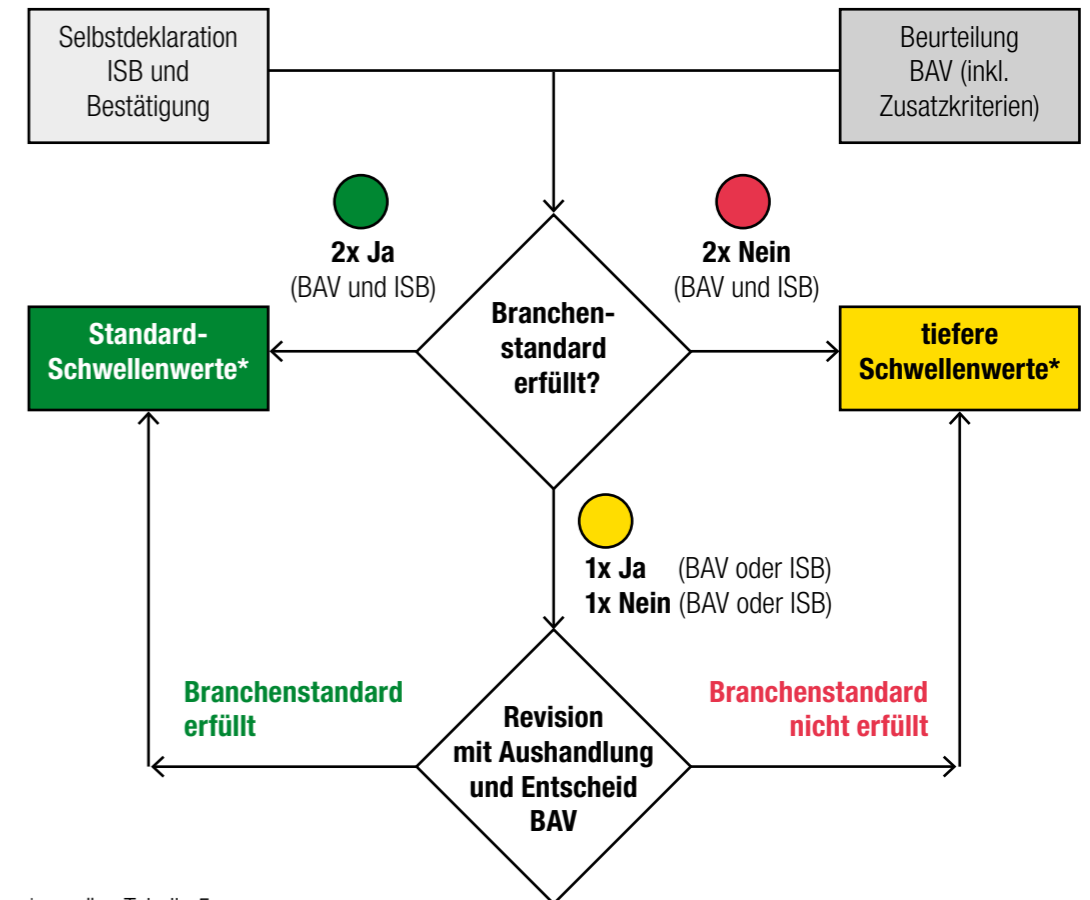 Selbstdeklaration
ISB und
Bestätigung
Beurteilung
BAV (inkl.
Zusatzkriterien)
2x Ja
(BAV und ISB)
2x Nein
(BAV und ISB)
Standard-
Schwellenwerte*
Branchen-
standard
erfüllt?
tiefere
Schwellenwerte*
1x Ja (BAV oder ISB)
1x Nein (BAV oder ISB)
Branchenstandard
erfüllt
Branchenstandard
nicht erfüllt
Revision
mit Aushandlung
und Entscheid
BAV